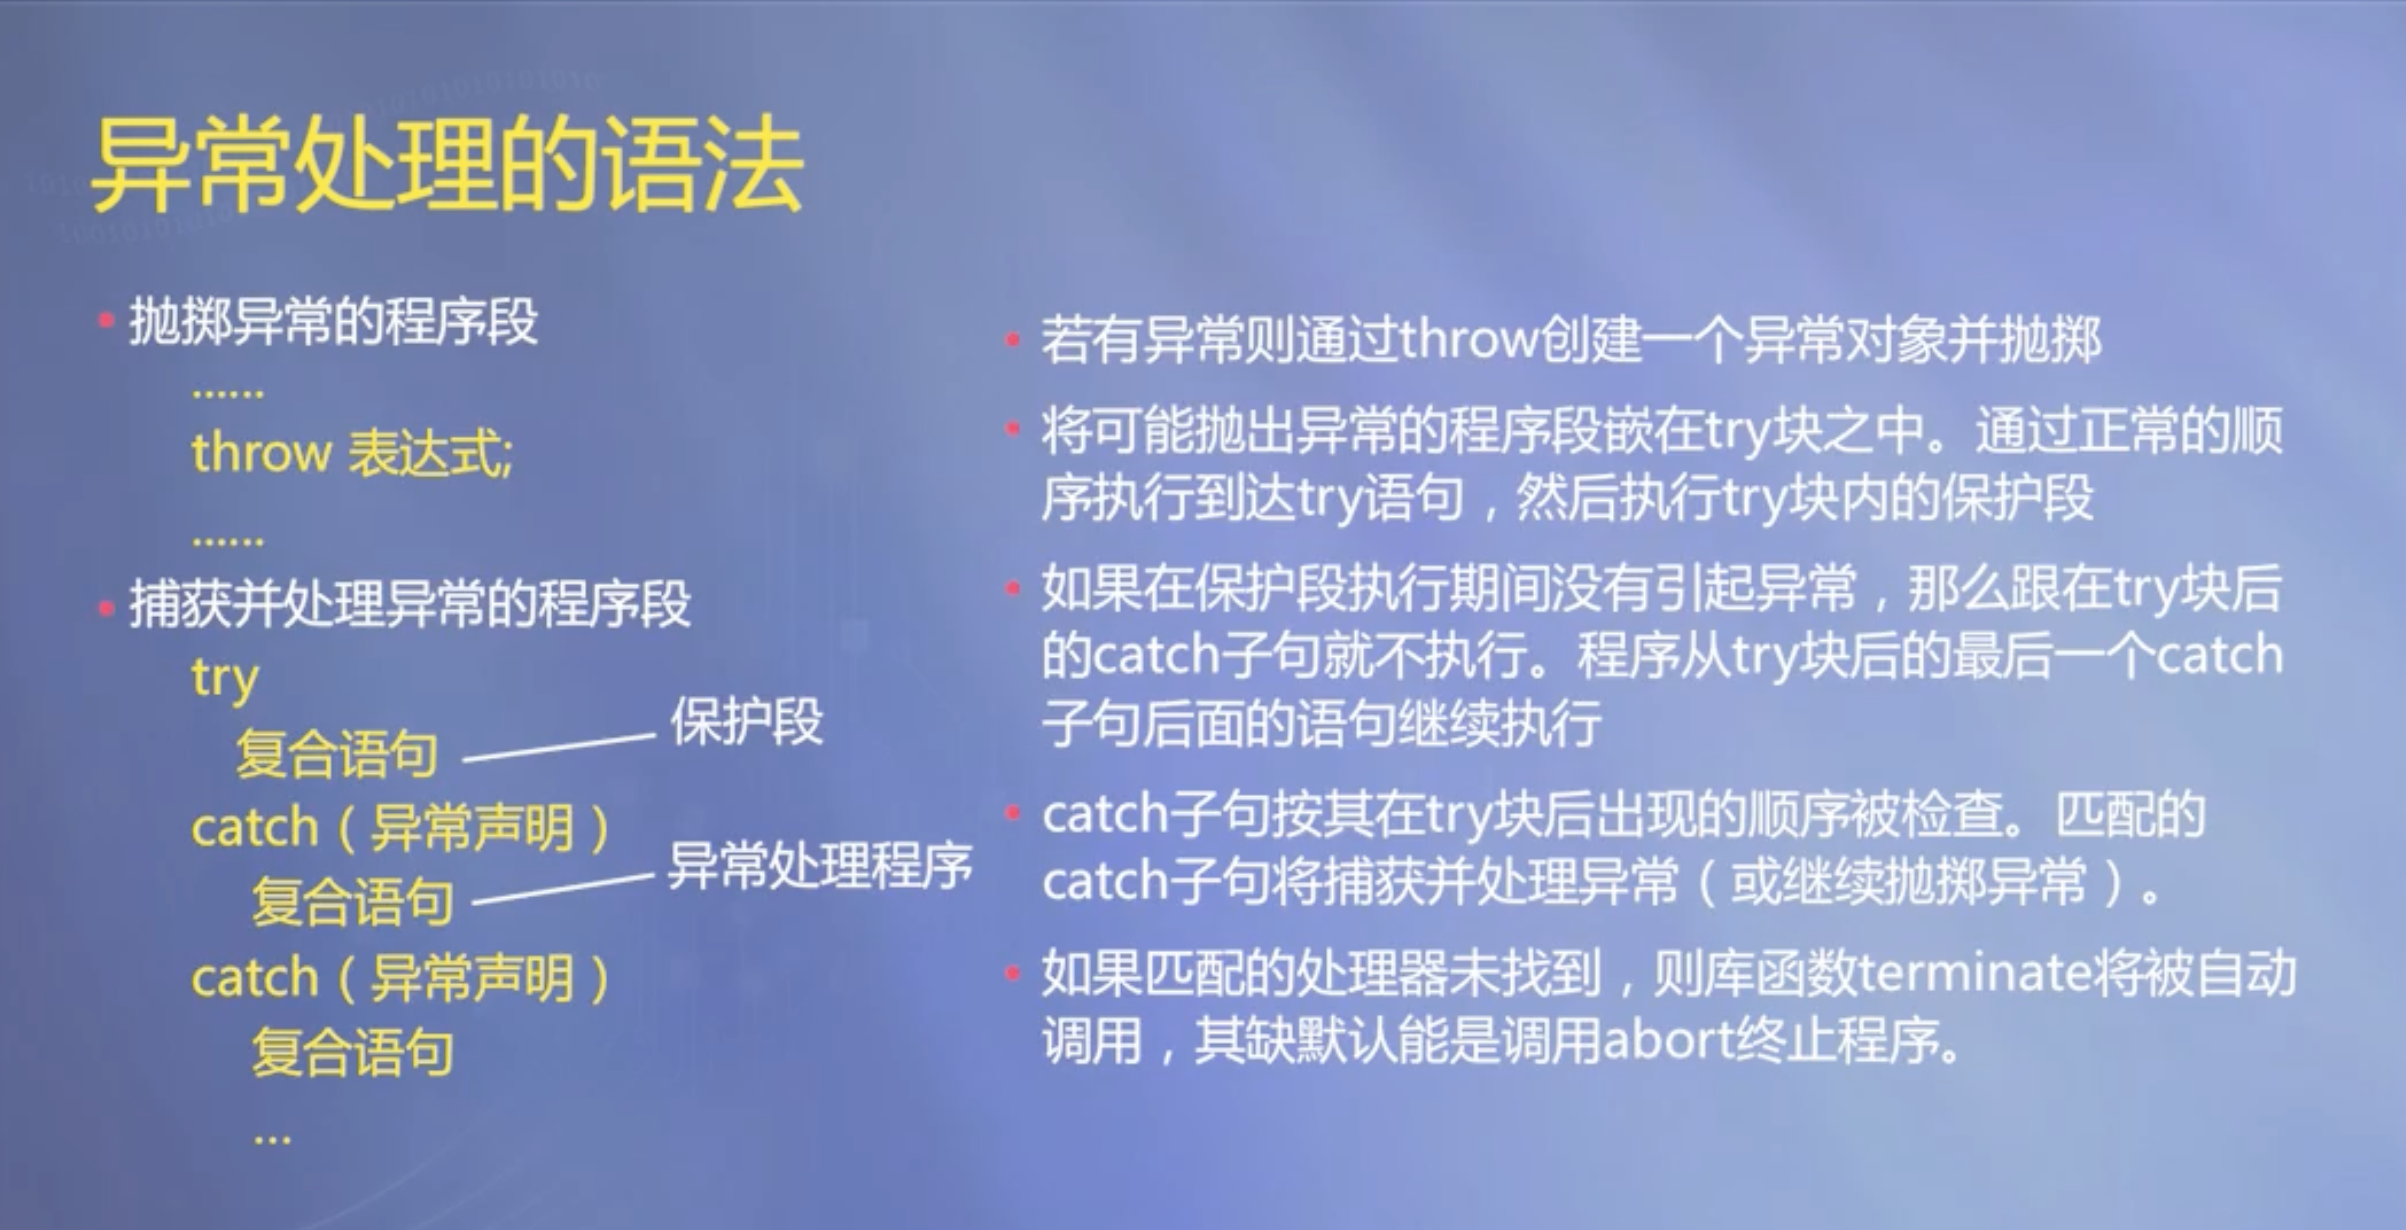 异常处理的语法
• 抛掷异常的程序段
......
throw 表达式;
......
• 捕获并处理异常的程序段
try
复合语句
保护段
catch（异常声明）
复合语句
异常处理程序
catch（异常声明）
复合语句
...
• 若有异常则通过throw创建一个异常对象并抛掷
• 将可能抛出异常的程序段嵌在try块之中。通过正常的顺
序执行到达try语句，然后执行try块内的保护段
• 如果在保护段执行期间没有引起异常，那么跟在try块后
的catch子句就不执行。程序从try块后的最后一个catch
子句后面的语句继续执行
• catch子句按其在try块后出现的顺序被检查。匹配的
catch子句将捕获并处理异常（或继续抛掷异常）。
• 如果匹配的处理器未找到，则库函数terminate将被自动
调用，其缺默认能是调用abort终止程序。